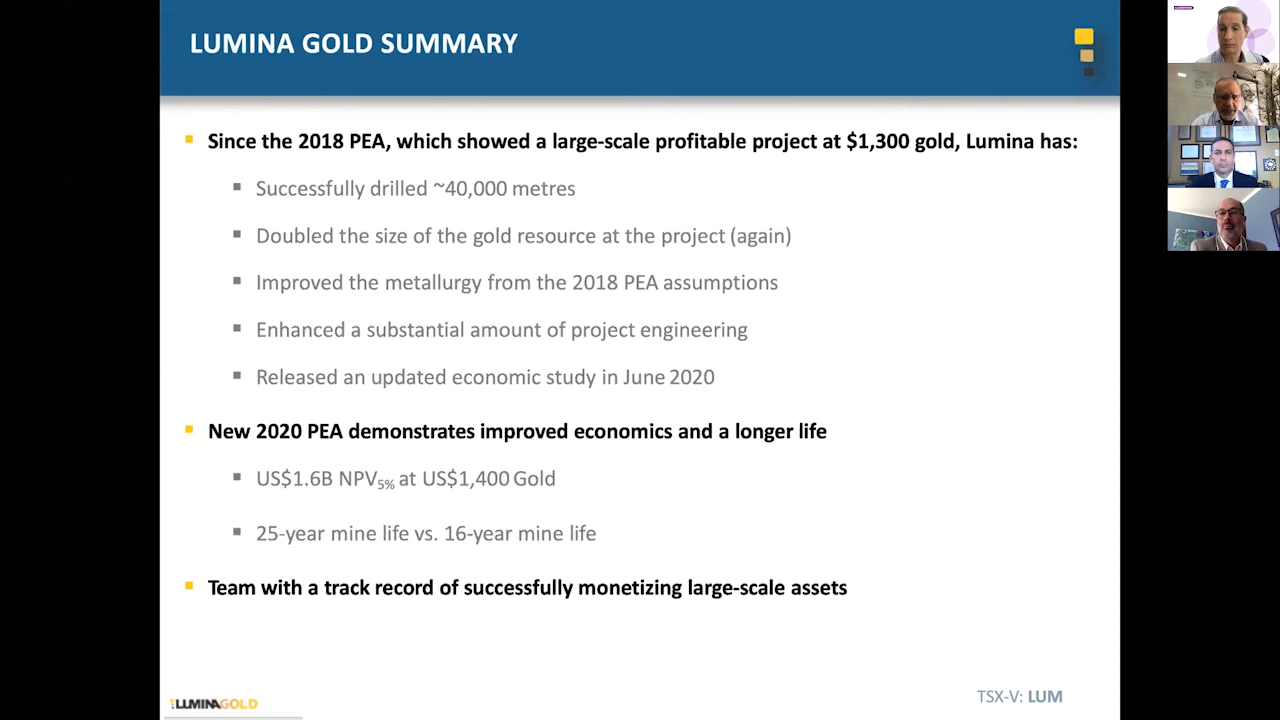 LUMINA GOLD SUMMARY
Since the 2018 PEA, which showed a large-scale profitable project at $1,300 gold, Lumina has:
Successfully drilled ~40,000 metres
Doubled the size of the gold resource at the project (again)
Improved the metallurgy from the 2018 PEA assumptions
Enhanced a substantial amount of project engineering
Released an updated economic study in June 2020
New 2020 PEA demonstrates improved economics and a longer life
US$1.6B NPV5% at US$1,400 Gold
25-year mine life vs. 16-year mine life
Team with a track record of successfully monetizing large-scale assets
LUMINAGOLD
TSX-V: LUM